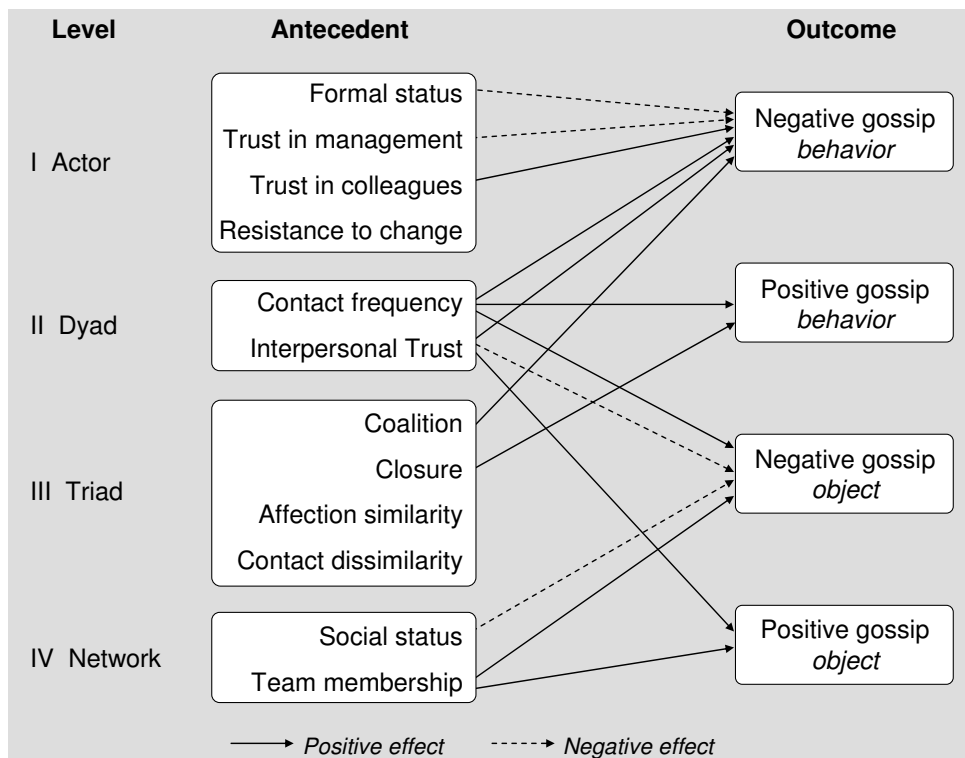 Level Antecedent Outcome
I Actor
Formal status
Trust in management
Trust in colleagues
Resistance to change
Negative gossip
behavior
II Dyad
Contact frequency
Interpersonal Trust
Positive gossip
behavior
III Triad
Coalition
Closure
Affection similarity
Contact dissimilarity
Negative gossip
object
IV Network
Social status
Team membership
Positive gossip
object
Positive effect Negative effect